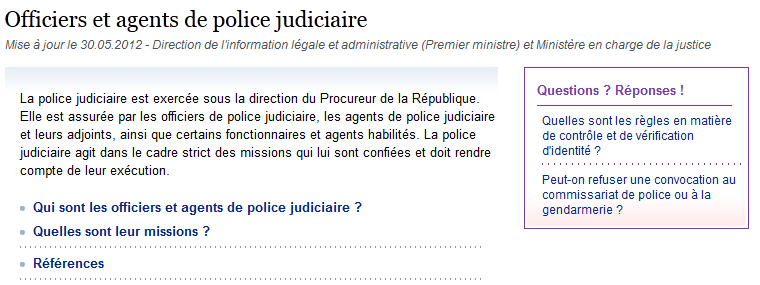 Officiers et agents de police judiciaire
Mise à jour le 30.05.2012 - Direction de l'information légale et administrative (Premier ministre) et Ministère en charge de la justice
La police judiciaire est exercée sous la direction du Procureur de la République.
Elle est assurée par les officiers de police judiciaire, les agents de police judiciaire
et leurs adjoints, ainsi que certains fonctionnaires et agents habilités. La police
judiciaire agit dans le cadre strict des missions qui lui sont confiées et doit rendre
compte de leur exécution.
Qui sont les officiers et agents de police judiciaire ?
Quelles sont leur missions ?
Références
Questions ? Réponses !
Quelles sont les règles en matière
de contrôle et de vérification
d'identité ?
Peut-on refuser une convocation au
commissariat de police ou à la
gendarmerie ?